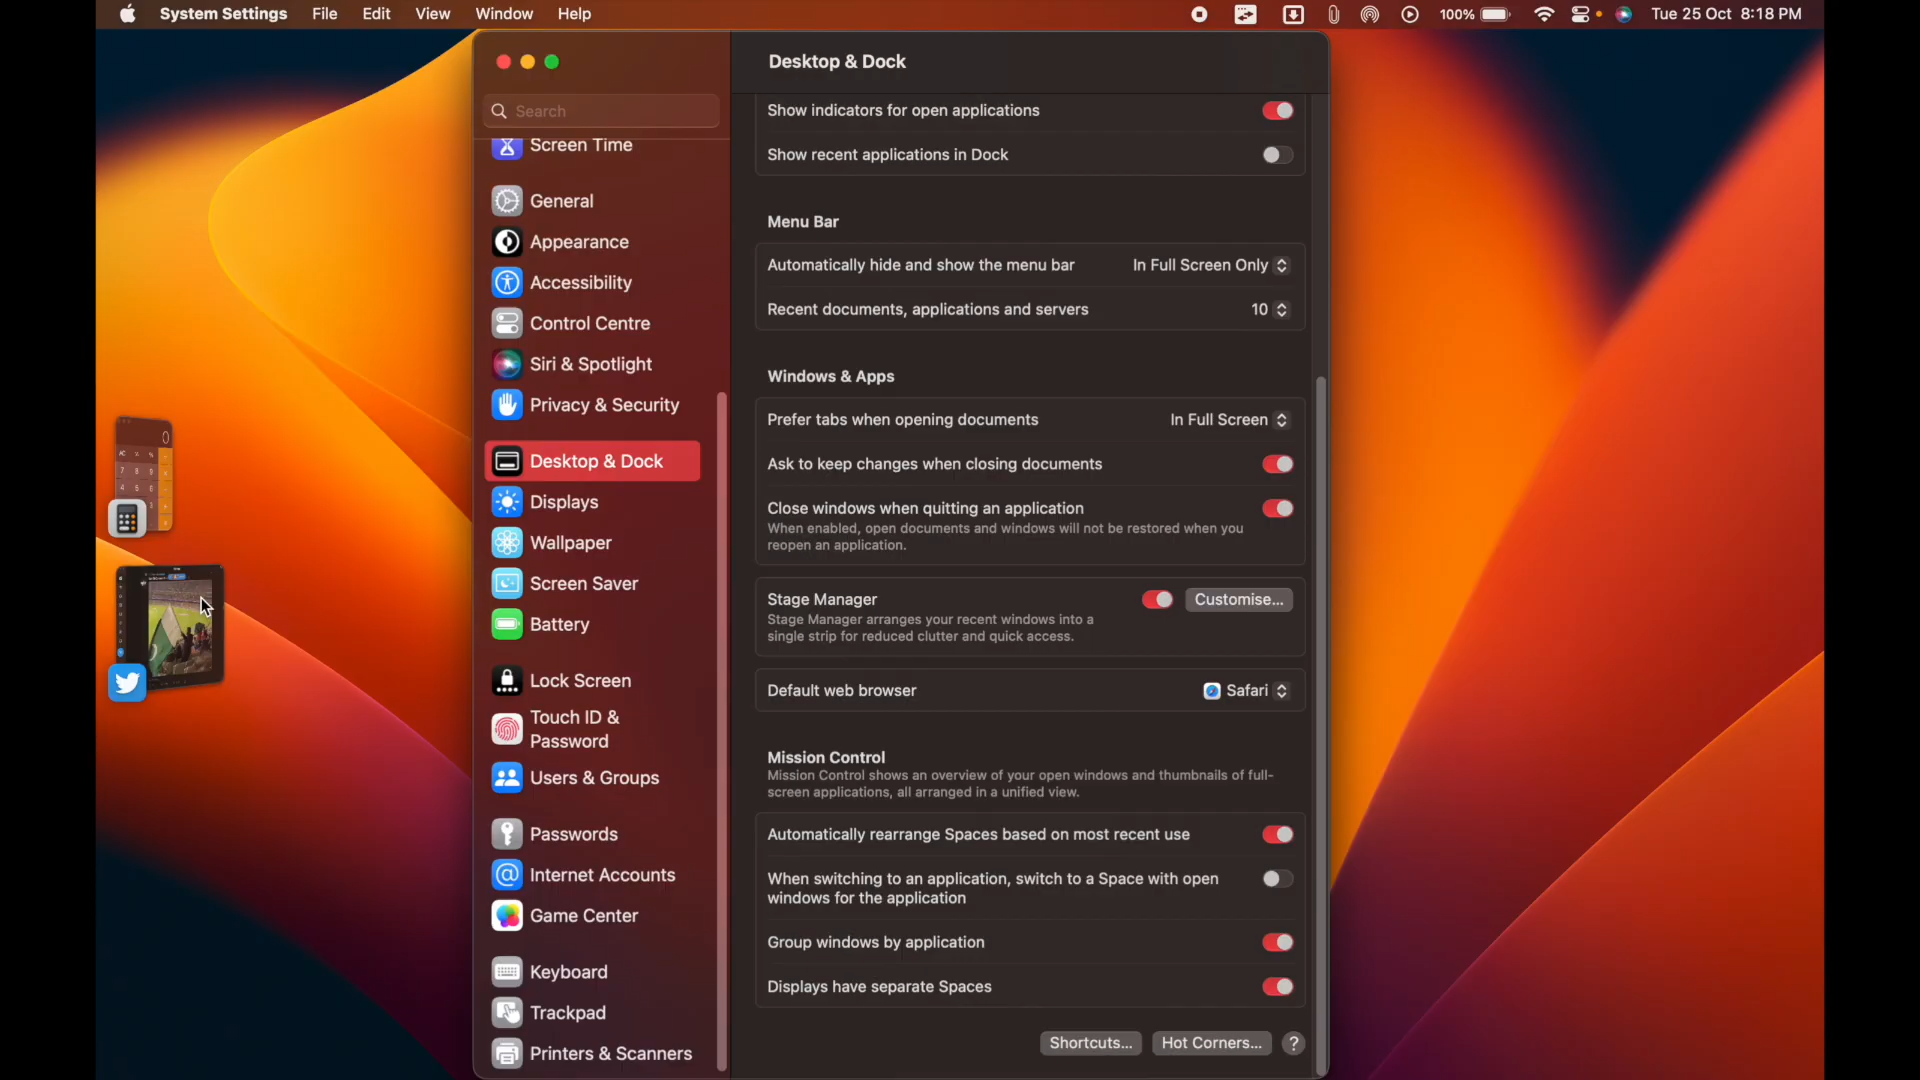 System Settings File Edit View Window Help 100% Tue 25 Oct 8:18 PM
Search
Screen Time
General
Appearance
Accessibility
Control Centre
Siri & Spotlight
Privacy & Security
Desktop & Dock
Displays
Wallpaper
Screen Saver
Battery
Lock Screen
Touch ID &
Password
Users & Groups
Passwords
Internet Accounts
Game Center
Keyboard
Trackpad
Printers & Scanners
Desktop & Dock
Show indicators for open applications
Show recent applications in Dock
Menu Bar
Automatically hide and show the menu bar In Full Screen Only
Recent documents, applications and servers 10
Windows & Apps
Prefer tabs when opening documents In Full Screen
Ask to keep changes when closing documents
Close windows when quitting an application
When enabled, open documents and windows will not be restored when you
reopen an application.
Stage Manager Customise...
Stage Manager arranges your recent windows into a
single strip for reduced clutter and quick access.
Default web browser Safari
Mission Control
Mission Control shows an overview of your open windows and thumbnails of full-
screen applications, all arranged in a unified view.
Automatically rearrange Spaces based on most recent use
When switching to an application, switch to a Space with open
windows for the application
Group windows by application
Displays have separate Spaces
Shortcuts... Hot Corners... ?